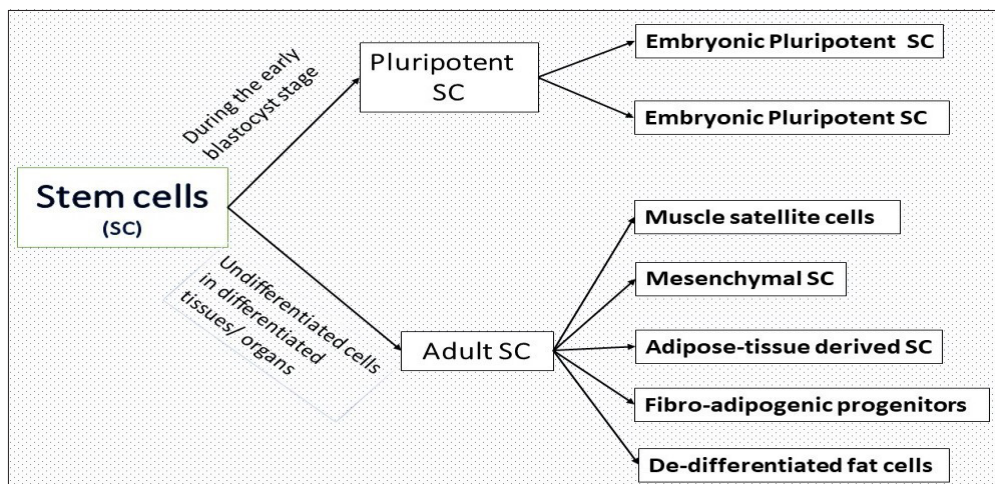 Stem cells
(SC)
During the early
blastocyst stage
Pluripotent
SC
Embryonic Pluripotent SC
Embryonic Pluripotent SC
Undifferentiated cells
in differentiated
tissues/ organs
Adult SC
Muscle satellite cells
Mesenchymal SC
Adipose-tissue derived SC
Fibro-adipogenic progenitors
De-differentiated fat cells